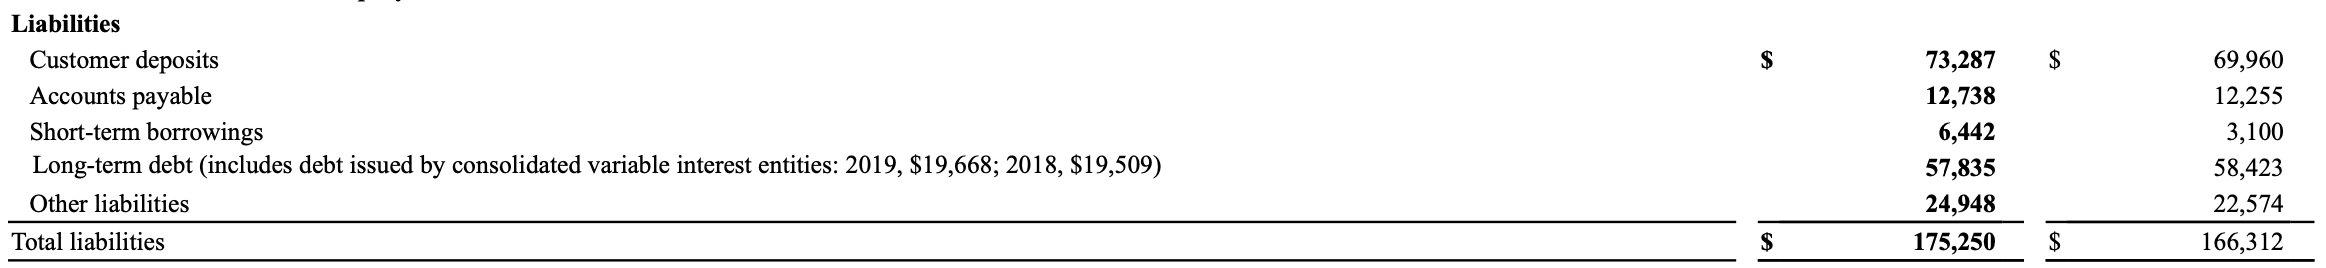 Liabilities
Customer deposits $ 73,287 $ 69,960
Accounts payable 12,738 12,255
Short-term borrowings 6,442 3,100
Long-term debt (includes debt issued by consolidated variable interest entities: 2019, $19,668; 2018, $19,509) 57,835 58,423
Other liabilities 24,948 22,574
Total liabilities $ 175,250 $ 166,312